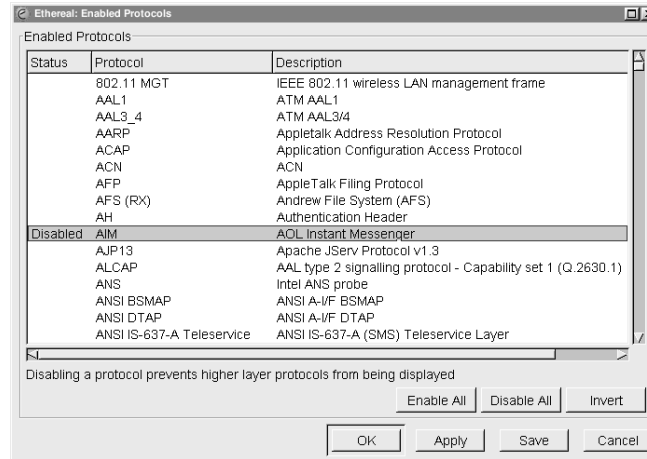 Ethereal: Enabled Protocols
Enabled Protocols
Status Protocol Description
802.11 MGT IEEE 802.11 wireless LAN management frame
AAL1 ATM AAL1
AAL3_4 ATM AAL3/4
AARP Appletalk Address Resolution Protocol
ACAP Application Configuration Access Protocol
ACN ACN
AFP AppleTalk Filing Protocol
AFS (RX) Andrew File System (AFS)
AH Authentication Header
Disabled AIM AOL Instant Messenger
AJP13 Apache JServ Protocol v1.3
ALCAP AAL type 2 signalling protocol - Capability set 1 (Q.2630.1)
ANS Intel ANS probe
ANSI BSMAP ANSI A-I/F BSMAP
ANSI DTAP ANSI A-I/F DTAP
ANSI IS-637-A Teleservice ANSI IS-637-A (SMS) Teleservice Layer
Disabling a protocol prevents higher layer protocols from being displayed
Enable All Disable All Invert
OK Apply Save Cancel